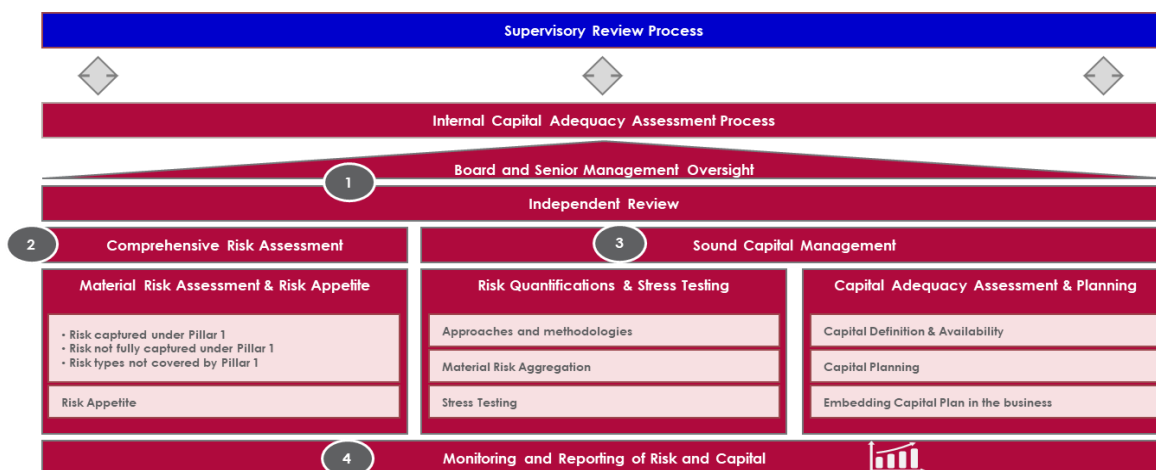 Supervisory Review Process
Internal Capital Adequacy Assessment Process
Board and Senior Management Oversight
1
Independent Review
2
Comprehensive Risk Assessment
3
Sound Capital Management
Material Risk Assessment & Risk Appetite
• Risk captured under Pillar 1
• Risk not fully captured under Pillar 1
• Risk types not covered by Pillar 1
Risk Appetite
Risk Quantifications & Stress Testing
Approaches and methodologies
Material Risk Aggregation
Stress Testing
Capital Adequacy Assessment & Planning
Capital Definition & Availability
Capital Planning
Embedding Capital Plan in the business
4
Monitoring and Reporting of Risk and Capital